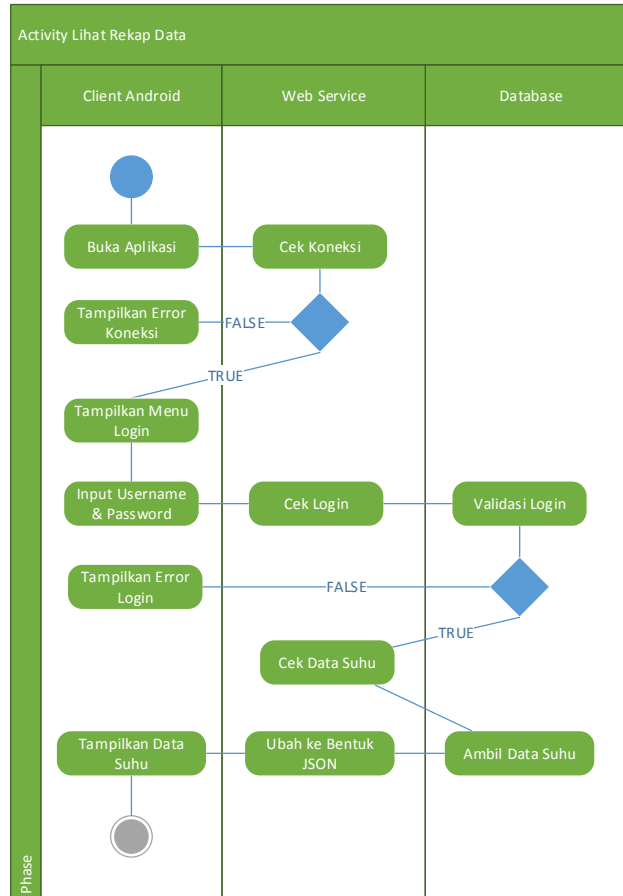 Activity Lihat Rekap Data
Client Android
Web Service
Database
Buka Aplikasi
Cek Koneksi
Tampilkan Error
Koneksi
FALSE
TRUE
Tampilkan Menu
Login
Input Username
& Password
Cek Login
Validasi Login
Tampilkan Error
Login
FALSE
TRUE
Cek Data Suhu
Tampilkan Data
Suhu
Ubah ke Bentuk
JSON
Ambil Data Suhu
Phase